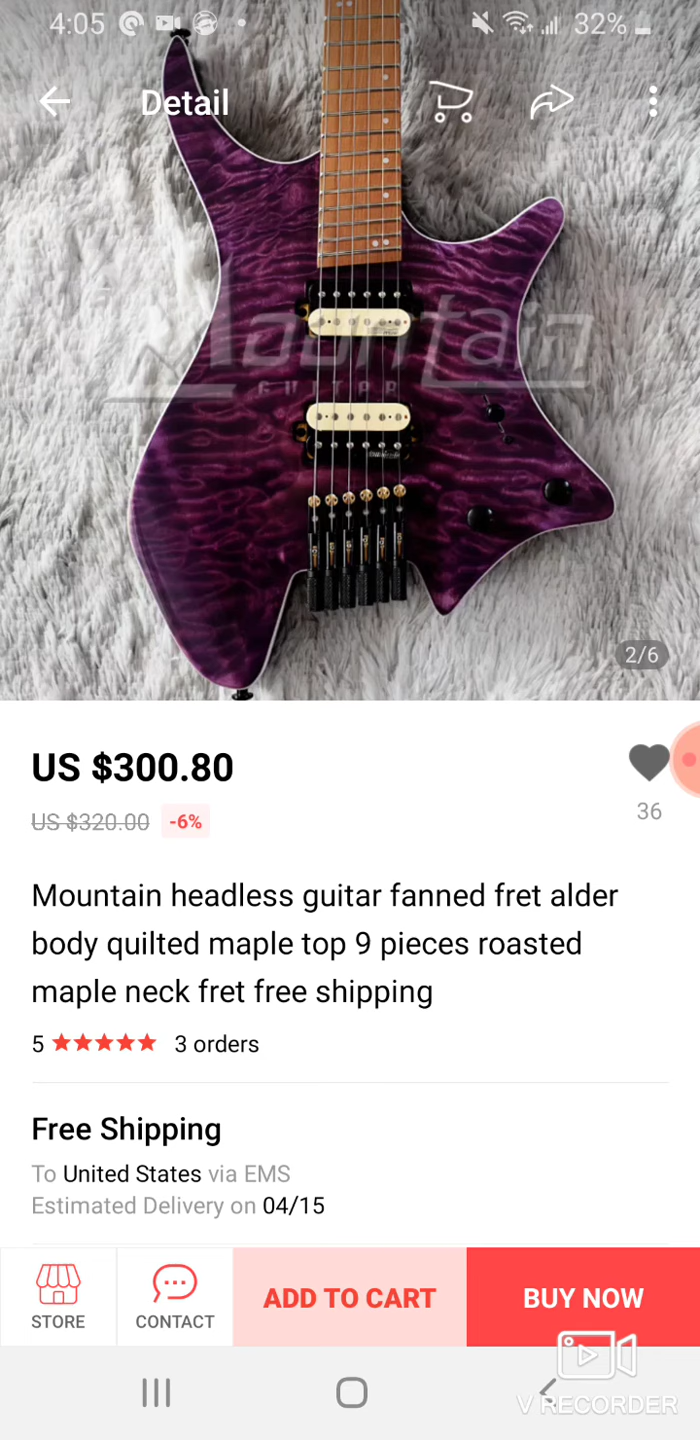 4:05
32%
Detail
Mountain
GUITAR
2/6
US $300.80
US $320.00 -6%
36
Mountain headless guitar fanned fret alder
body quilted maple top 9 pieces roasted
maple neck fret free shipping
5 3 orders
Free Shipping
To United States via EMS
Estimated Delivery on 04/15
STORE
CONTACT
ADD TO CART
BUY NOW
V RECORDER